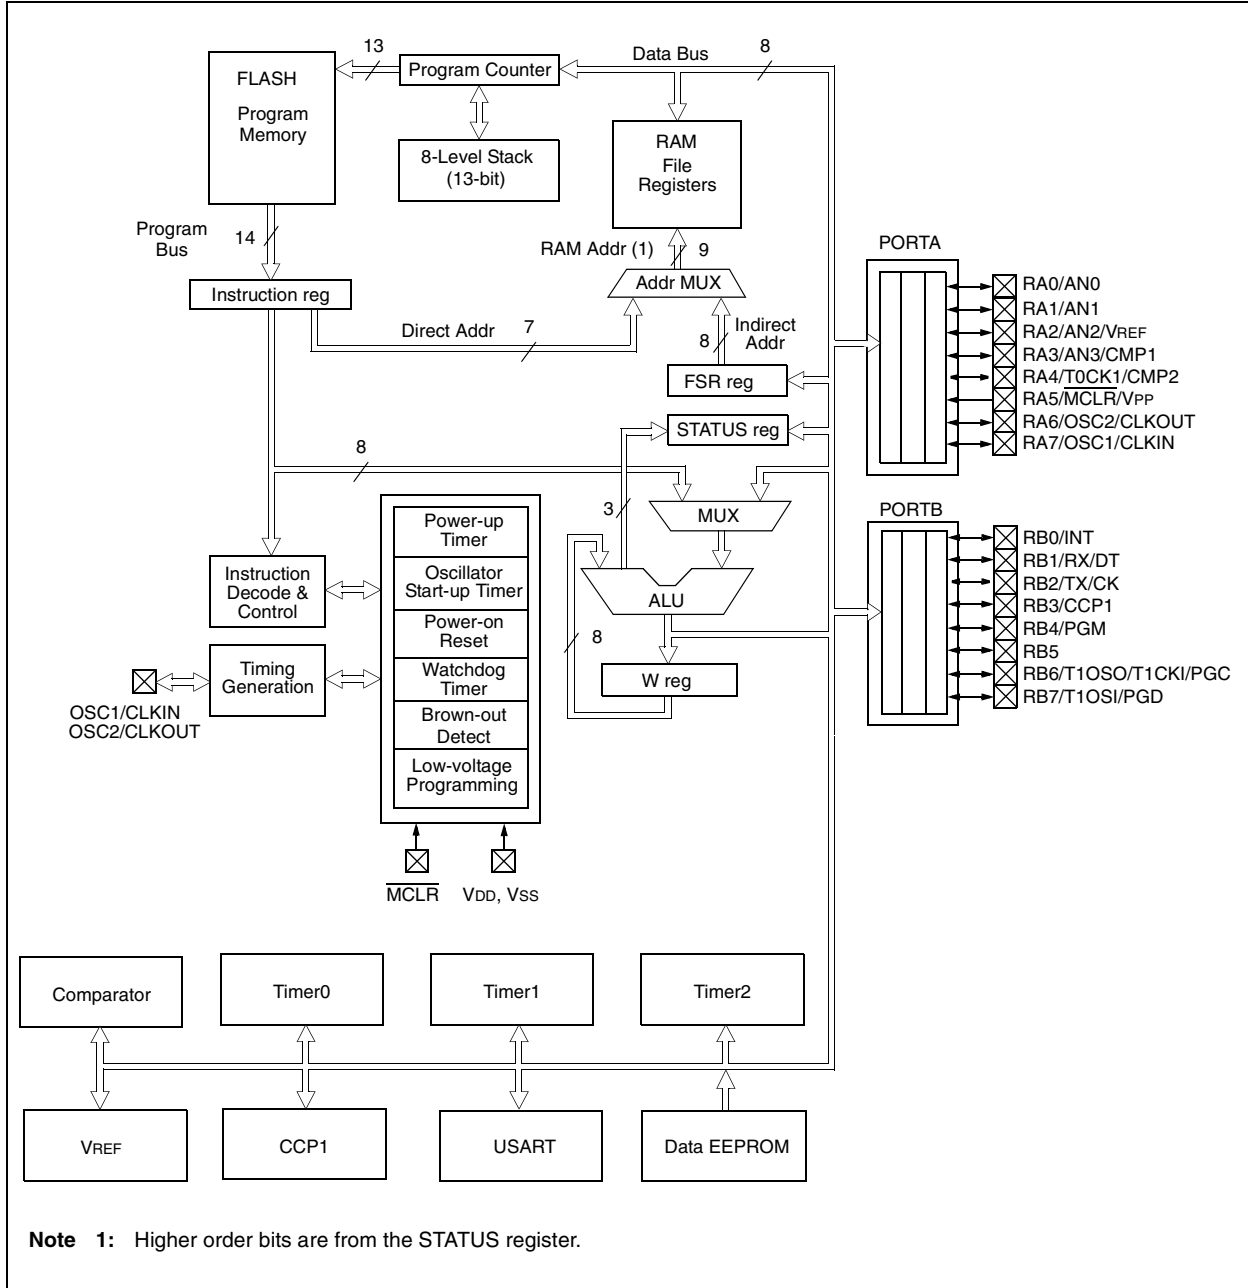 13
Data Bus
8
FLASH
Program
Memory
Program Counter
8-Level Stack
(13-bit)
RAM
File
Registers
Program
Bus
14
RAM Addr (1)
9
PORTA
Instruction reg
Addr MUX
Direct Addr
7
8
Indirect
Addr
FSR reg
STATUS reg
RA0/AN0
RA1/AN1
RA2/AN2/VREF
RA3/AN3/CMP1
RA4/T0CK1/CMP2
RA5/MCLR/VPP
RA6/OSC2/CLKOUT
RA7/OSC1/CLKIN
8
3
MUX
PORTB
Power-up
Timer
Oscillator
Start-up Timer
Power-on
Reset
Watchdog
Timer
Brown-out
Detect
Low-voltage
Programming
Instruction
Decode &
Control
Timing
Generation
OSC1/CLKIN
OSC2/CLKOUT
ALU
8
W reg
RB0/INT
RB1/RX/DT
RB2/TX/CK
RB3/CCP1
RB4/PGM
RB5
RB6/T1OSO/T1CKI/PGC
RB7/T1OSI/PGD
MCLR
VDD, VSS
Comparator
Timer0
Timer1
Timer2
VREF
CCP1
USART
Data EEPROM
Note 1: Higher order bits are from the STATUS register.